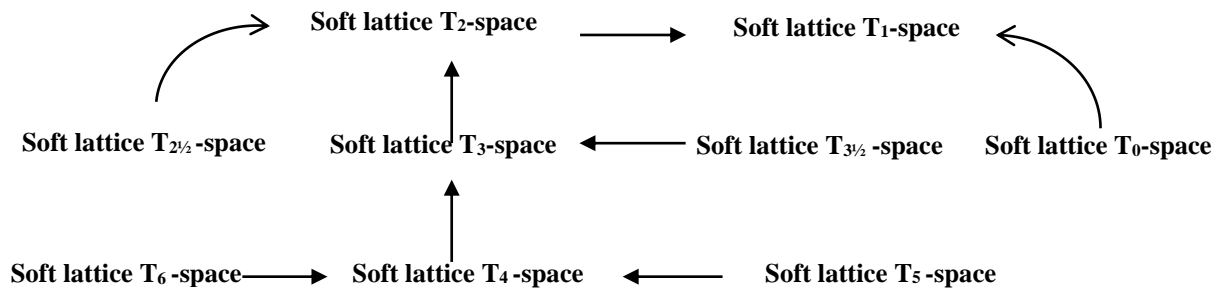 Soft lattice T2-space Soft lattice T1-space
Soft lattice T2½ -space Soft lattice T3-space Soft lattice T3½ -space Soft lattice T0-space
Soft lattice T6 -space Soft lattice T4 -space Soft lattice T5 -space